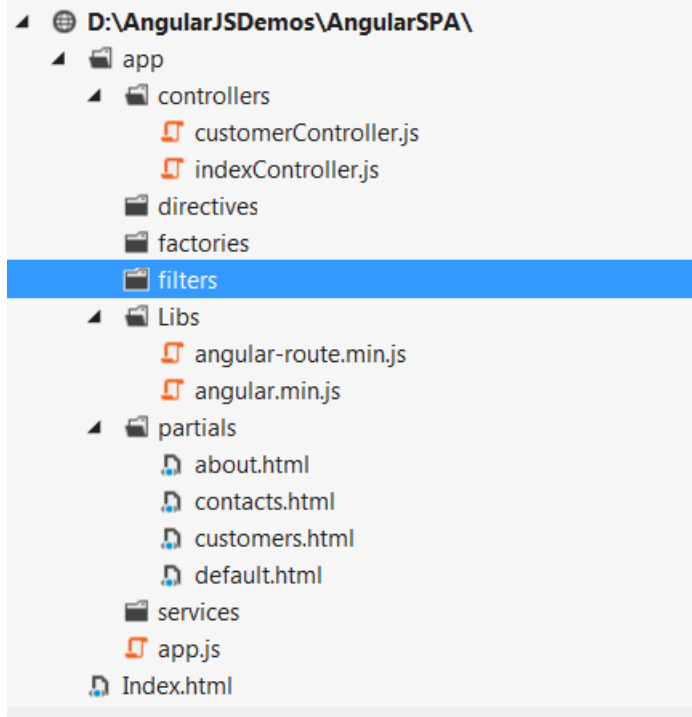 D:\AngularJSDemos\AngularSPA\
app
controllers
customerController.js
indexController.js
directives
factories
filters
Libs
angular-route.min.js
angular.min.js
partials
about.html
contacts.html
customers.html
default.html
services
app.js
Index.html